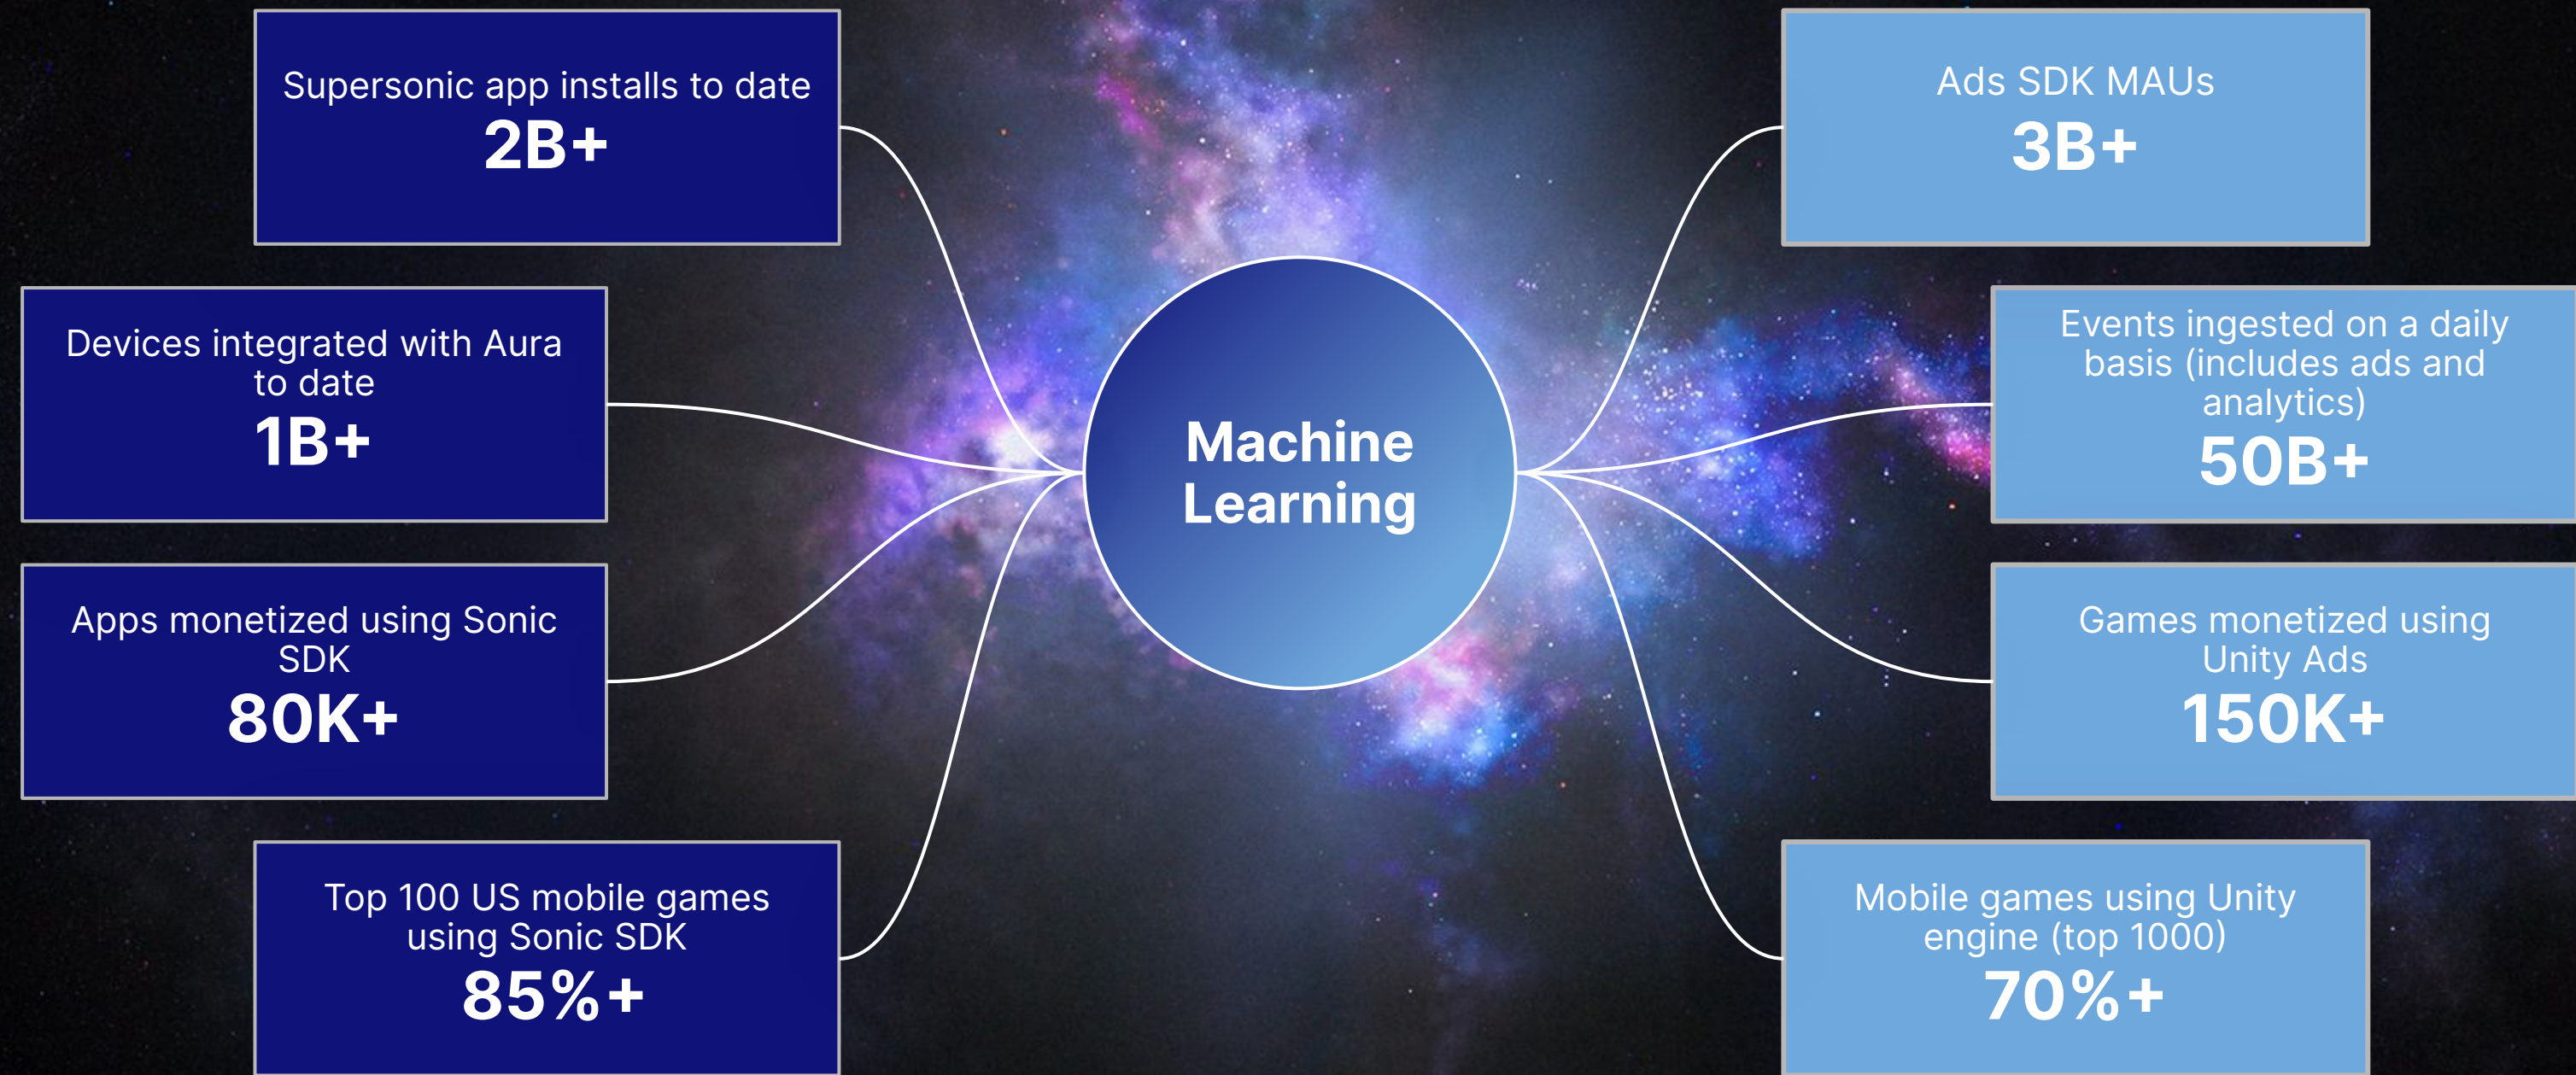 Supersonic app installs to date
2B+
Devices integrated with Aura
to date
1B+
Apps monetized using Sonic
SDK
80K+
Top 100 US mobile games
using Sonic SDK
85%+
Machine
Learning
Ads SDK MAUs
3B+
Events ingested on a daily
basis (includes ads and
analytics)
50B+
Games monetized using
Unity Ads
150K+
Mobile games using Unity
engine (top 1000)
70%+